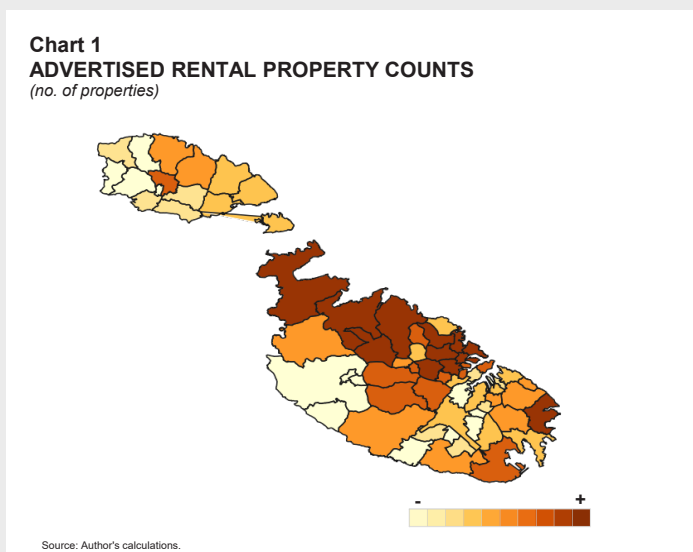 Chart 1
ADVERTISED RENTAL PROPERTY COUNTS
(no. of properties)
- +
Source: Author's calculations.